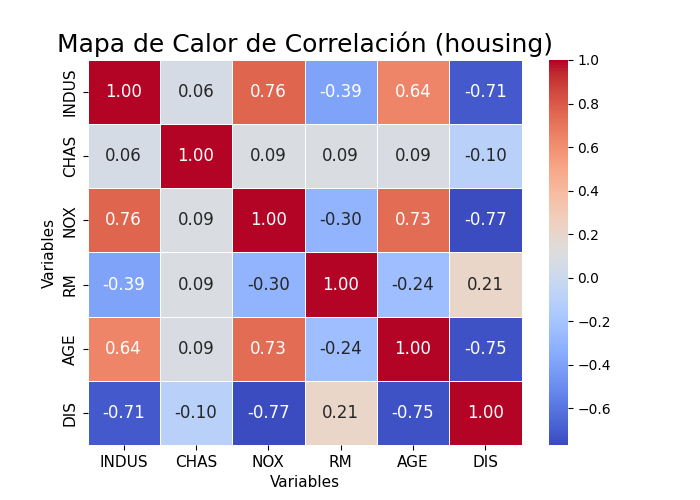 Mapa de Calor de Correlación (housing)
INDUS 1.00 0.06 0.76 -0.39 0.64 -0.71
CHAS 0.06 1.00 0.09 0.09 0.09 -0.10
NOX 0.76 0.09 1.00 -0.30 0.73 -0.77
RM -0.39 0.09 -0.30 1.00 -0.24 0.21
AGE 0.64 0.09 0.73 -0.24 1.00 -0.75
DIS -0.71 -0.10 -0.77 0.21 -0.75 1.00
INDUS CHAS NOX RM AGE DIS
Variables
Variables
1.0
0.8
0.6
0.4
0.2
0.0
−0.2
−0.4
−0.6